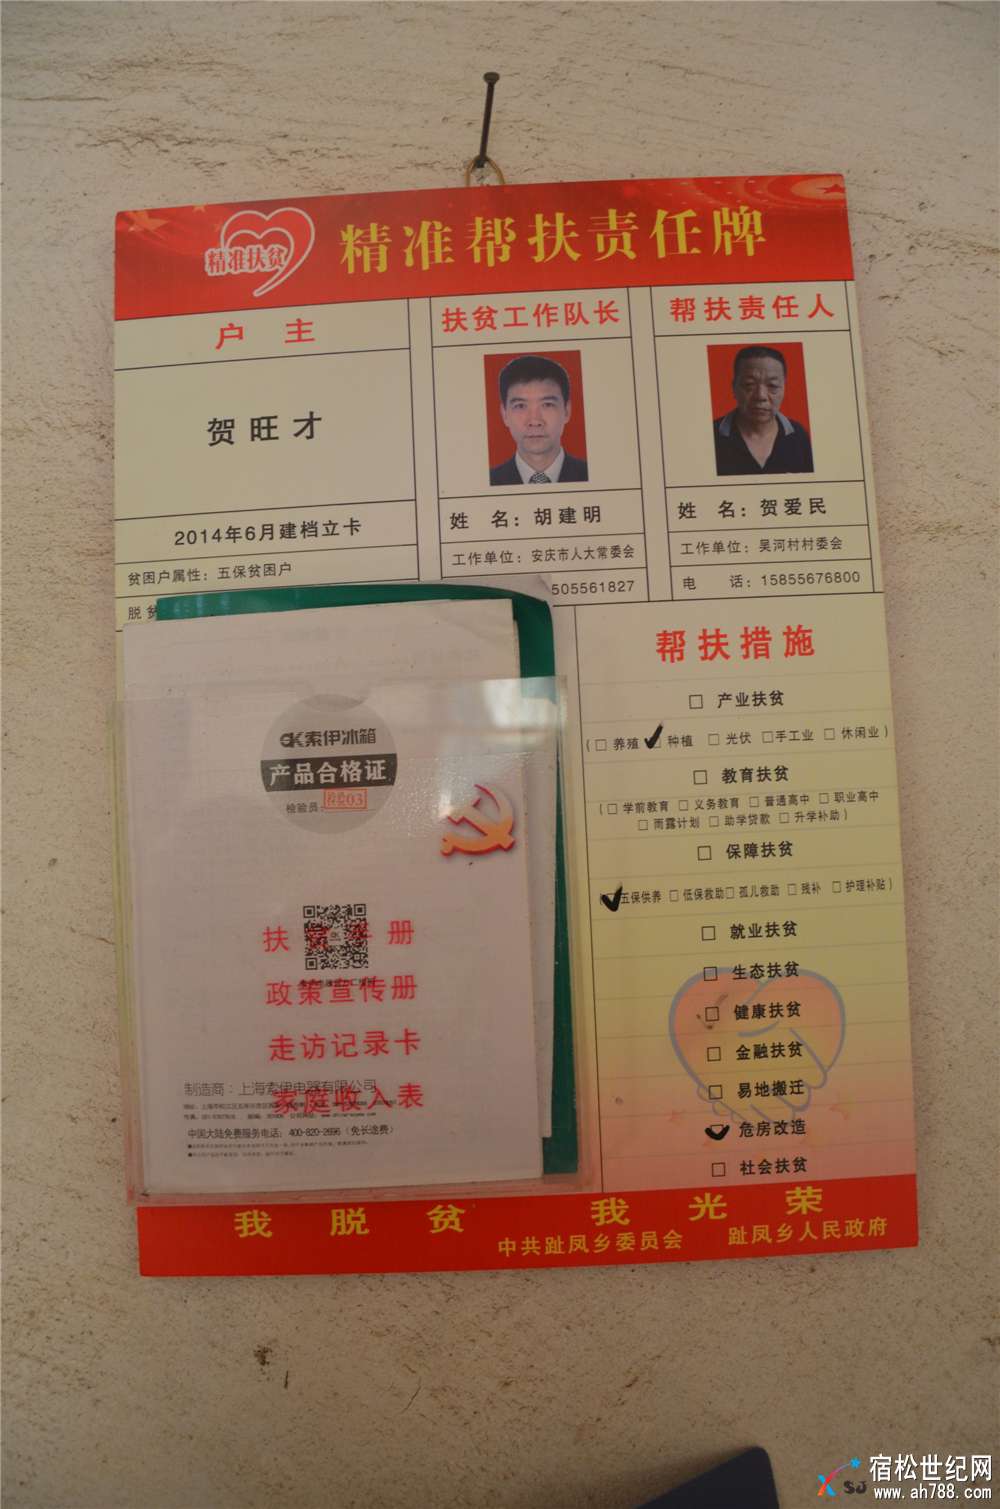 精准扶贫
精准帮扶责任牌
户 主
贺旺才
2014年6月建档立卡
贫困户属性：五保贫困户
脱贫
扶贫工作队长
姓 名：胡建明
工作单位：安庆市人大常委会
505561827
帮扶责任人
姓 名：贺爱民
工作单位：吴河村村委会
电 话：15855676800
索伊冰箱
产品合格证
检验员：检验03
扶贫手册
政策宣传册
走访记录卡
制造商：上海索伊电器有限公司
家庭收入表
中国大陆免费服务电话：400-820-2696（免长途费）
帮扶措施
□ 产业扶贫
(□ 养殖 □ 种植 □ 光伏 □手工业 □ 休闲业)
□ 教育扶贫
(□ 学前教育 □ 义务教育 □ 普通高中 □ 职业高中
□ 雨露计划 □ 助学贷款 □ 升学补助)
□ 保障扶贫
(□五保供养 □ 低保救助□ 孤儿救助 □ 残补 □ 护理补贴)
□ 就业扶贫
□ 生态扶贫
□ 健康扶贫
□ 金融扶贫
□ 易地搬迁
□ 危房改造
□ 社会扶贫
我 脱 贫 我 光 荣
中共趾凤乡委员会 趾凤乡人民政府
SJ 宿松世纪网
www.ah788.com